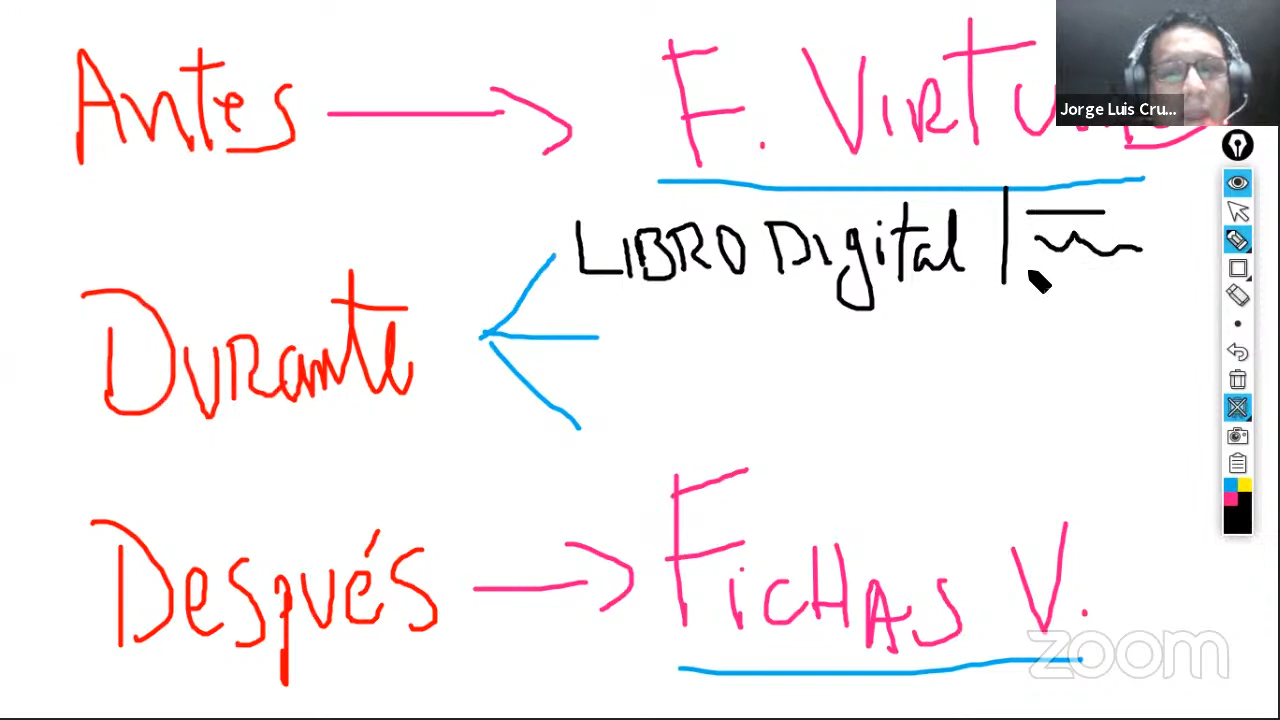 Antes F. VIRTU
Jorge Luis Cru...
LIBRO Digital
Durante
Después FICHAS V.
zoom